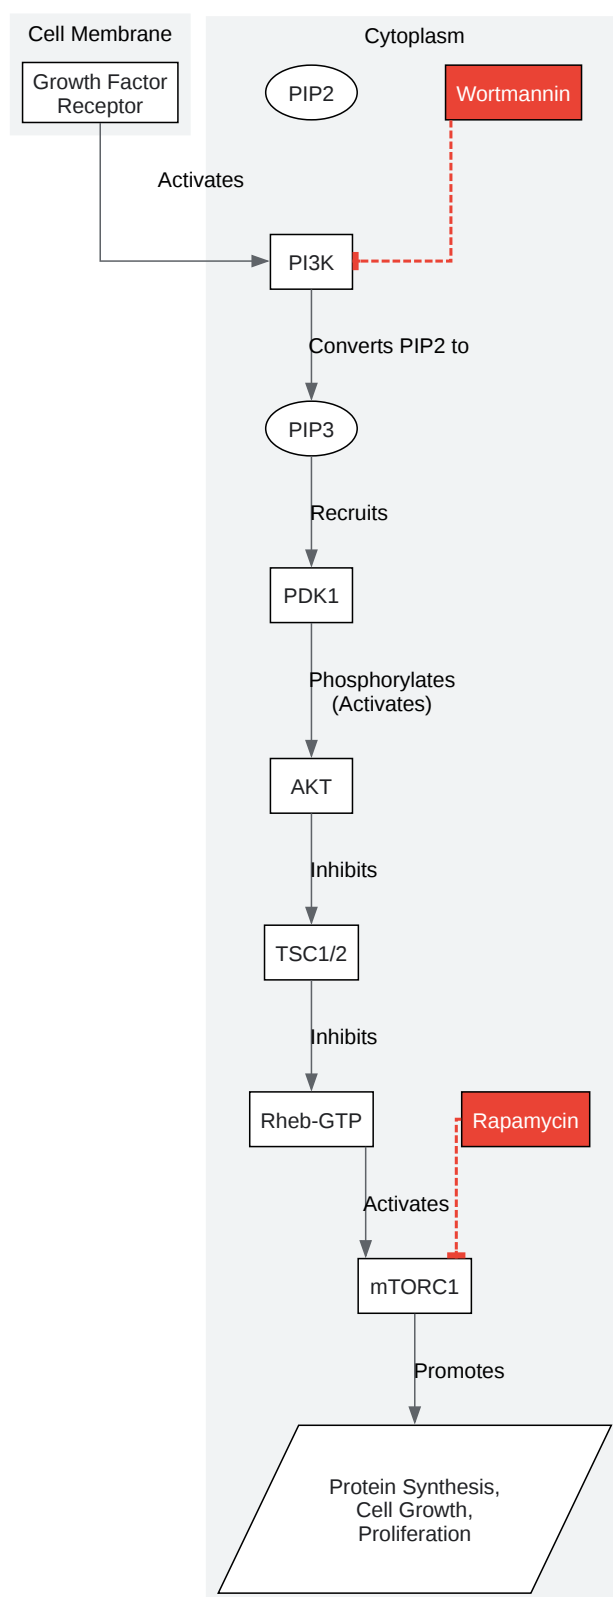 Cell Membrane
Cytoplasm
Growth Factor
Receptor
PIP2
Wortmannin
Activates
PI3K
Converts PIP2 to
PIP3
Recruits
PDK1
Phosphorylates
(Activates)
AKT
Inhibits
TSC1/2
Inhibits
Rheb-GTP
Rapamycin
Activates
mTORC1
Promotes
Protein Synthesis,
Cell Growth,
Proliferation